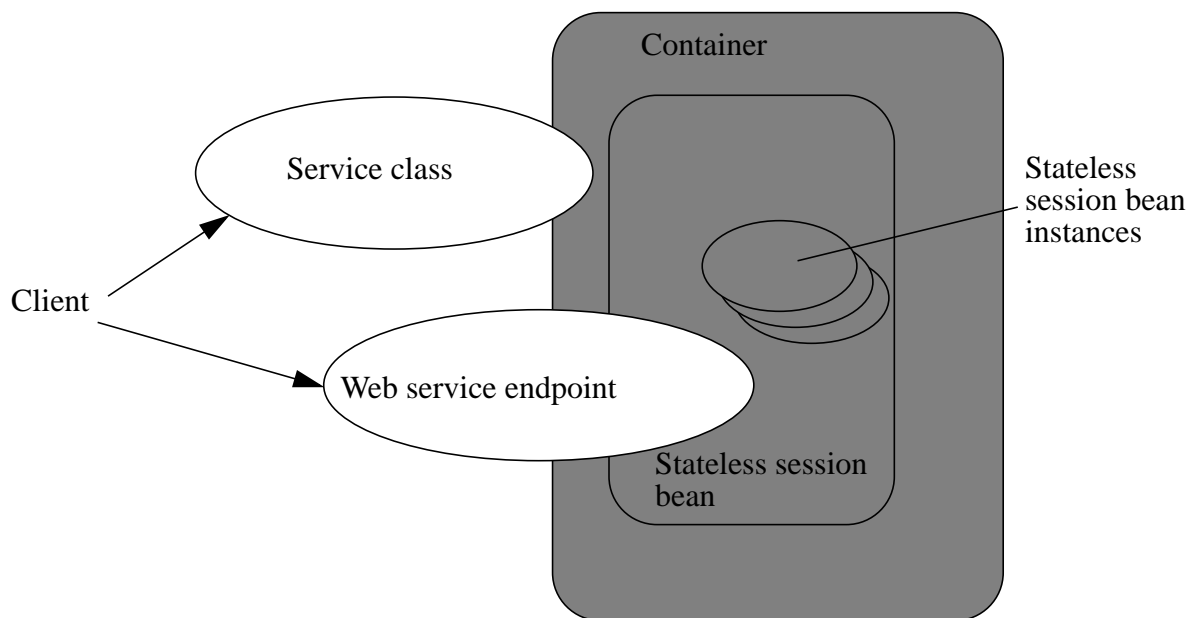 Container
Service class
Stateless
session bean
instances
Client
Web service endpoint
Stateless session
bean